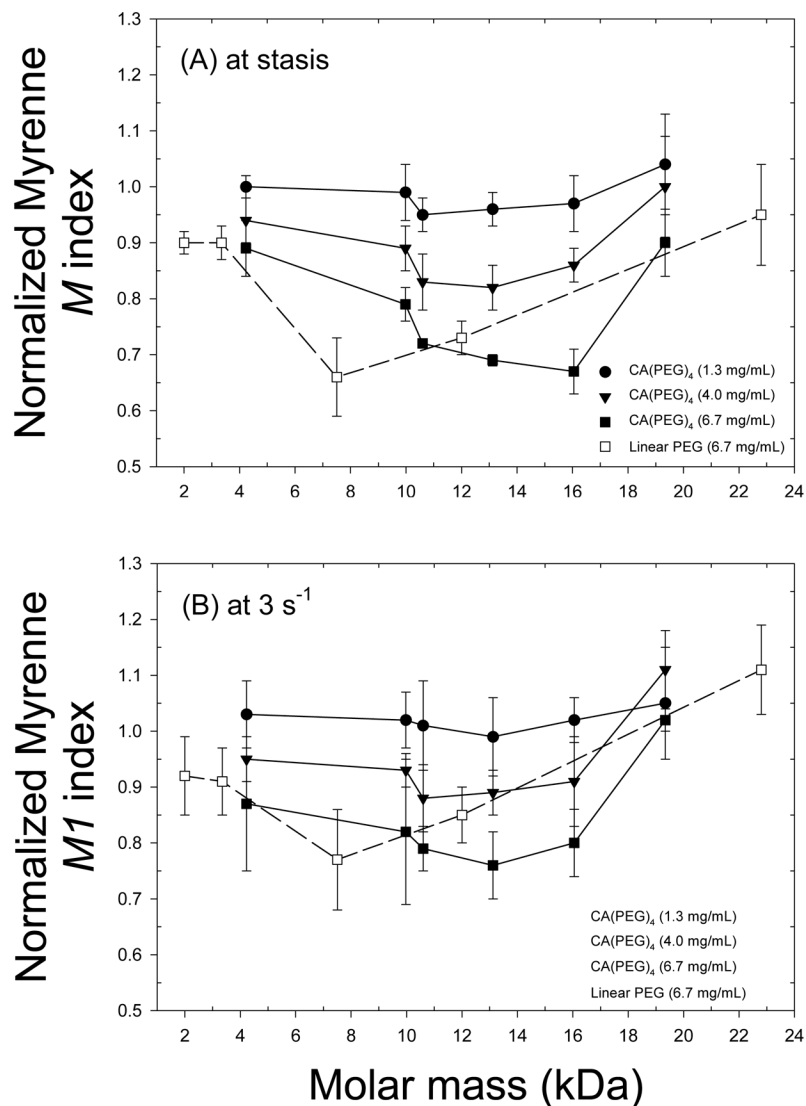 1.3
(A) at stasis
1.2
1.1
1.0
0.9
0.8
0.7
0.6
0.5
Normalized Myrenne
M index
CA(PEG)4 (1.3 mg/mL)
CA(PEG)4 (4.0 mg/mL)
CA(PEG)4 (6.7 mg/mL)
Linear PEG (6.7 mg/mL)
2 4 6 8 10 12 14 16 18 20 22 24
1.3
(B) at 3 s-1
1.2
1.1
1.0
0.9
0.8
0.7
0.6
0.5
Normalized Myrenne
M1 index
CA(PEG)4 (1.3 mg/mL)
CA(PEG)4 (4.0 mg/mL)
CA(PEG)4 (6.7 mg/mL)
Linear PEG (6.7 mg/mL)
2 4 6 8 10 12 14 16 18 20 22 24
Molar mass (kDa)